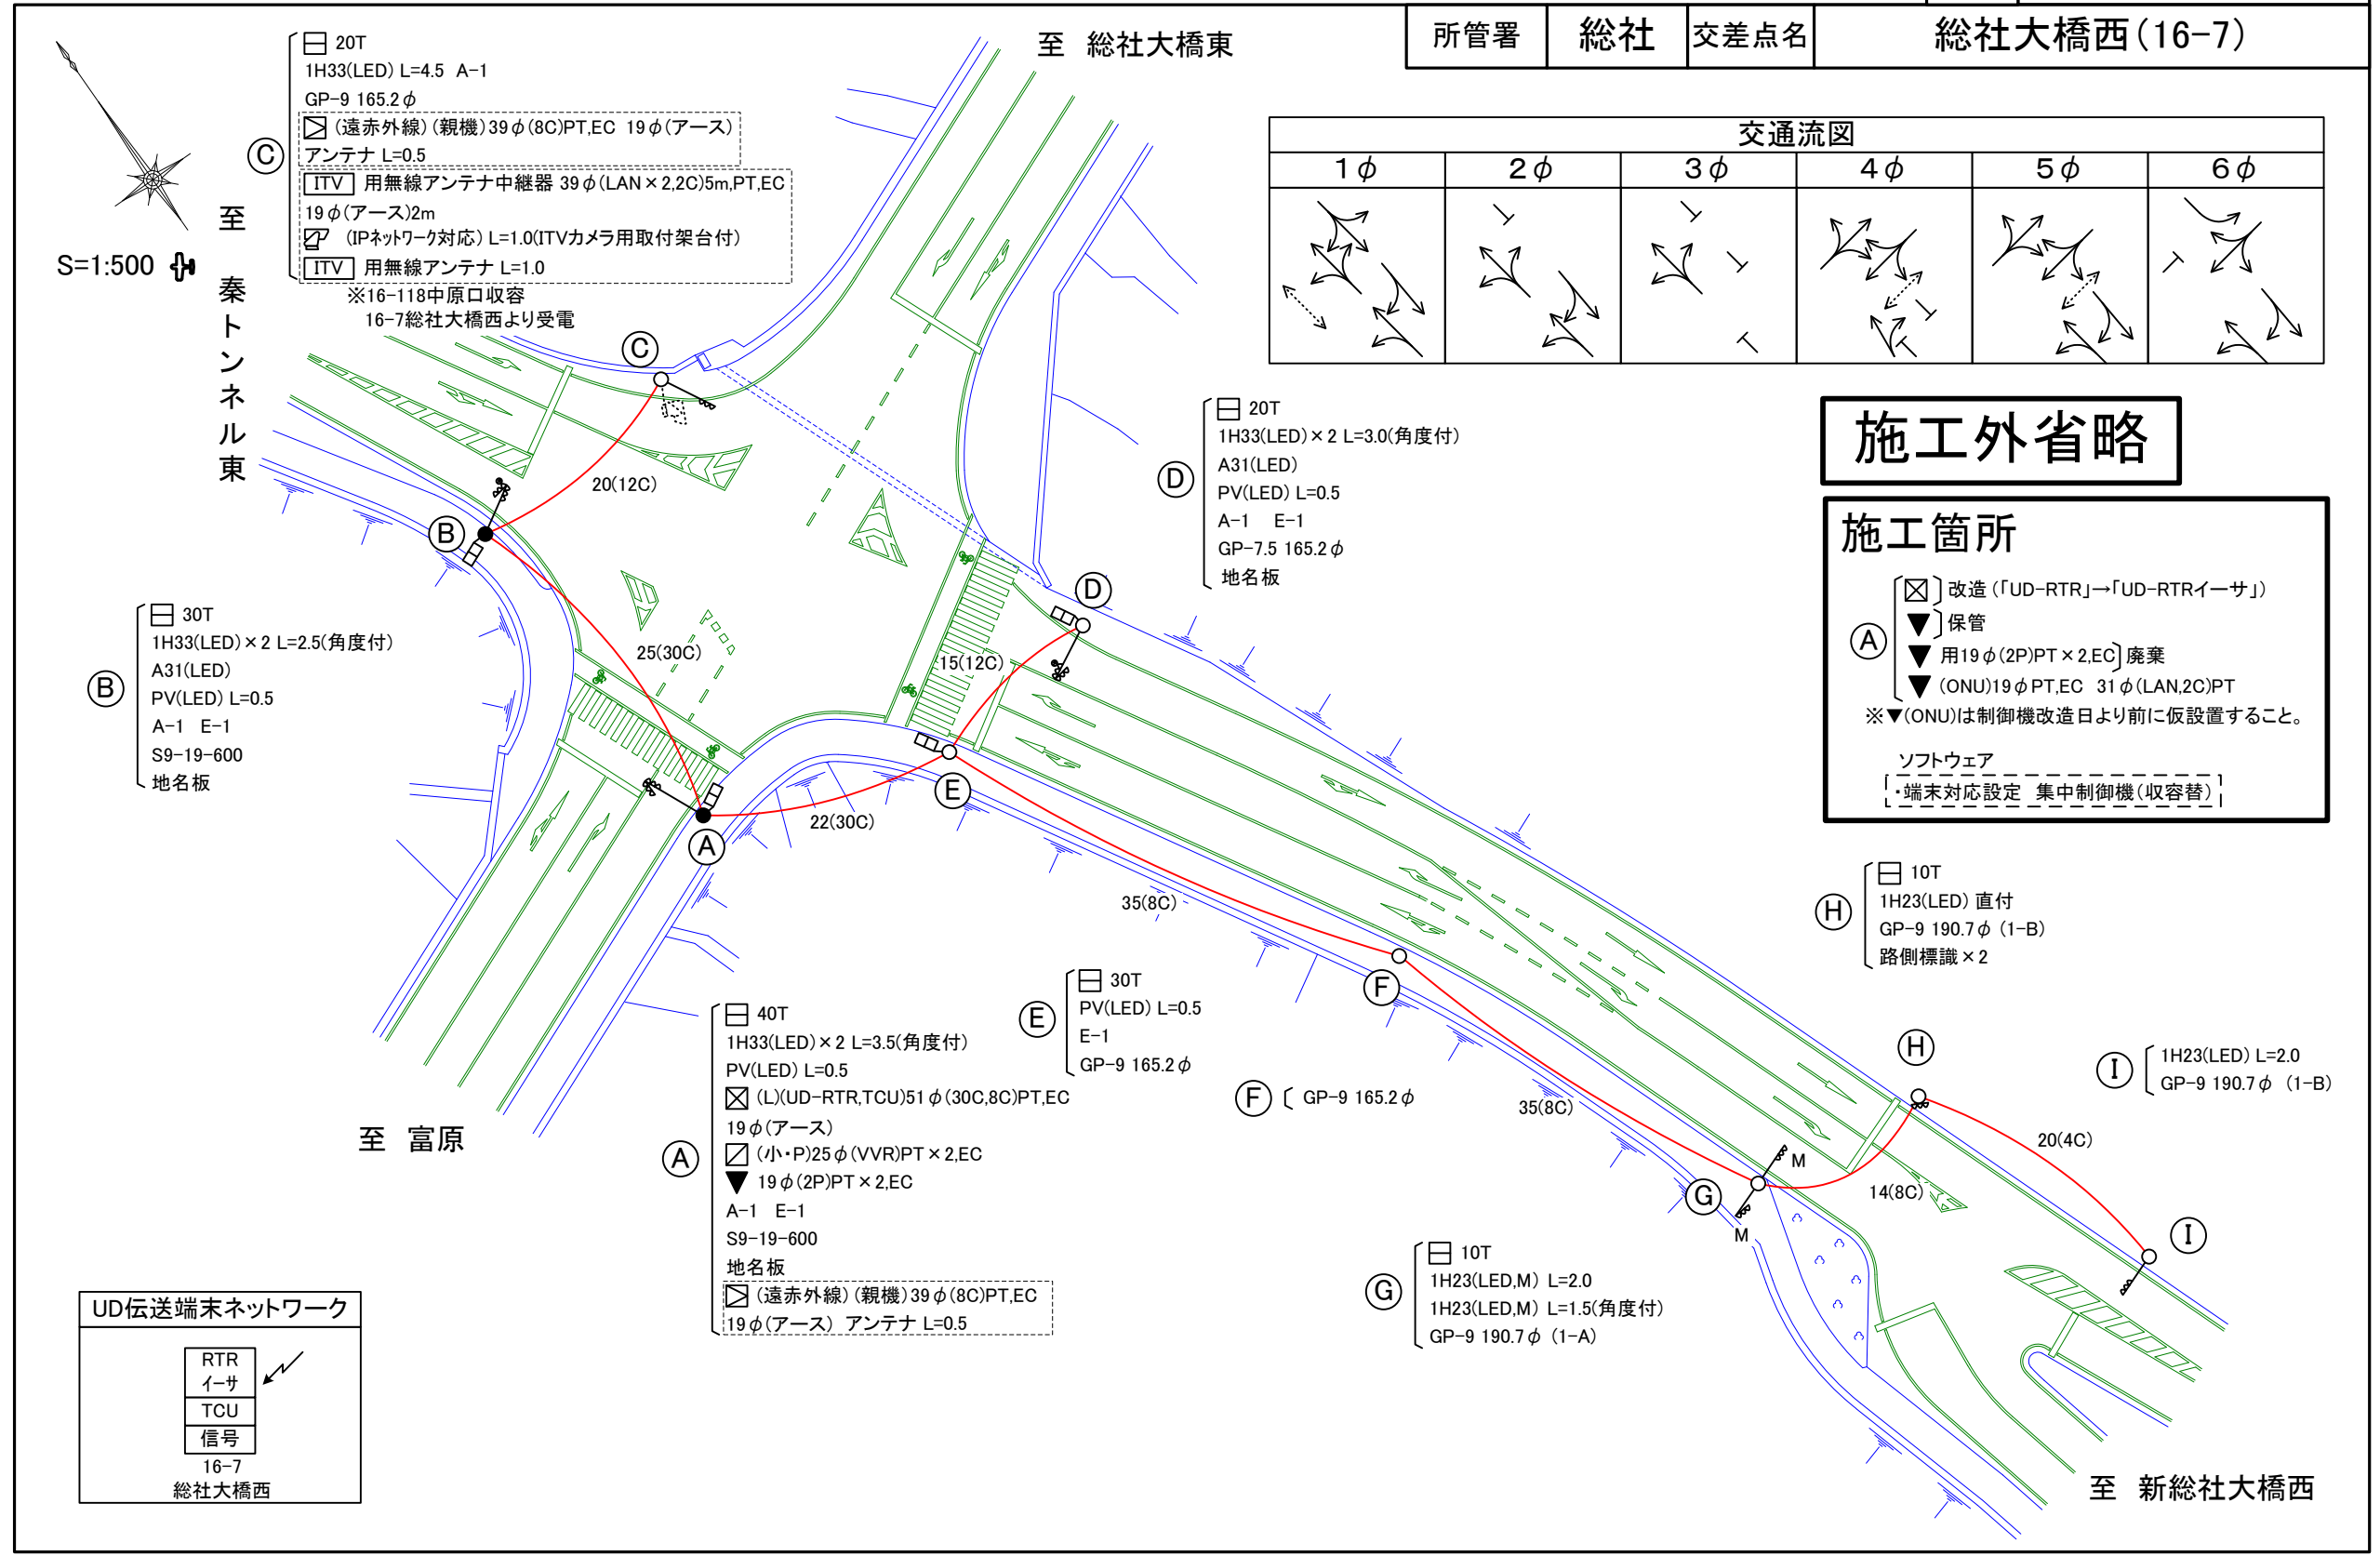 所管署 総社 交差点名 総社大橋西(16-7)
至 総社大橋東
20T
1H33(LED) L=4.5 A-1
GP-9 165.2φ
(遠赤外線)(親機)39φ(8C)PT,EC 19φ(アース)
アンテナ L=0.5
ITV 用無線アンテナ中継器 39φ(LAN×2,2C)5m,PT,EC
19φ(アース)2m
(IPネットワーク対応) L=1.0(ITVカメラ用取付架台付)
ITV 用無線アンテナ L=1.0
※16-118中原口収容
16-7総社大橋西より受電
C
S=1:500
至 秦トンネル東
交通流図
1φ 2φ 3φ 4φ 5φ 6φ
C
20(12C)
B
D
20T
1H33(LED)×2 L=3.0(角度付)
A31(LED)
PV(LED) L=0.5
A-1 E-1
GP-7.5 165.2φ
地名板
施工外省略
施工箇所
A
改造(「UD-RTR」→「UD-RTRイーサ」)
▼ 保管
▼ 用19φ(2P)PT×2,EC 廃棄
▼ (ONU)19φPT,EC 31φ(LAN,2C)PT
※▼(ONU)は制御機改造日より前に仮設置すること。
ソフトウェア
・端末対応設定 集中制御機(収容替)
D
B
30T
1H33(LED)×2 L=2.5(角度付)
A31(LED)
PV(LED) L=0.5
A-1 E-1
S9-19-600
地名板
25(30C)
15(12C)
E
22(30C)
A
35(8C)
F
H
10T
1H23(LED) 直付
GP-9 190.7φ (1-B)
路側標識×2
A
40T
1H33(LED)×2 L=3.5(角度付)
PV(LED) L=0.5
(L)(UD-RTR,TCU)51φ(30C,8C)PT,EC
19φ(アース)
(小・P)25φ(VVR)PT×2,EC
▼ 19φ(2P)PT×2,EC
A-1 E-1
S9-19-600
地名板
(遠赤外線)(親機)39φ(8C)PT,EC
19φ(アース) アンテナ L=0.5
E
30T
PV(LED) L=0.5
E-1
GP-9 165.2φ
F
GP-9 165.2φ
35(8C)
H
I
1H23(LED) L=2.0
GP-9 190.7φ (1-B)
20(4C)
M
14(8C)
G
M
I
至 富原
G
10T
1H23(LED,M) L=2.0
1H23(LED,M) L=1.5(角度付)
GP-9 190.7φ (1-A)
UD伝送端末ネットワーク
RTR
イーサ
TCU
信号
16-7
総社大橋西
至 新総社大橋西